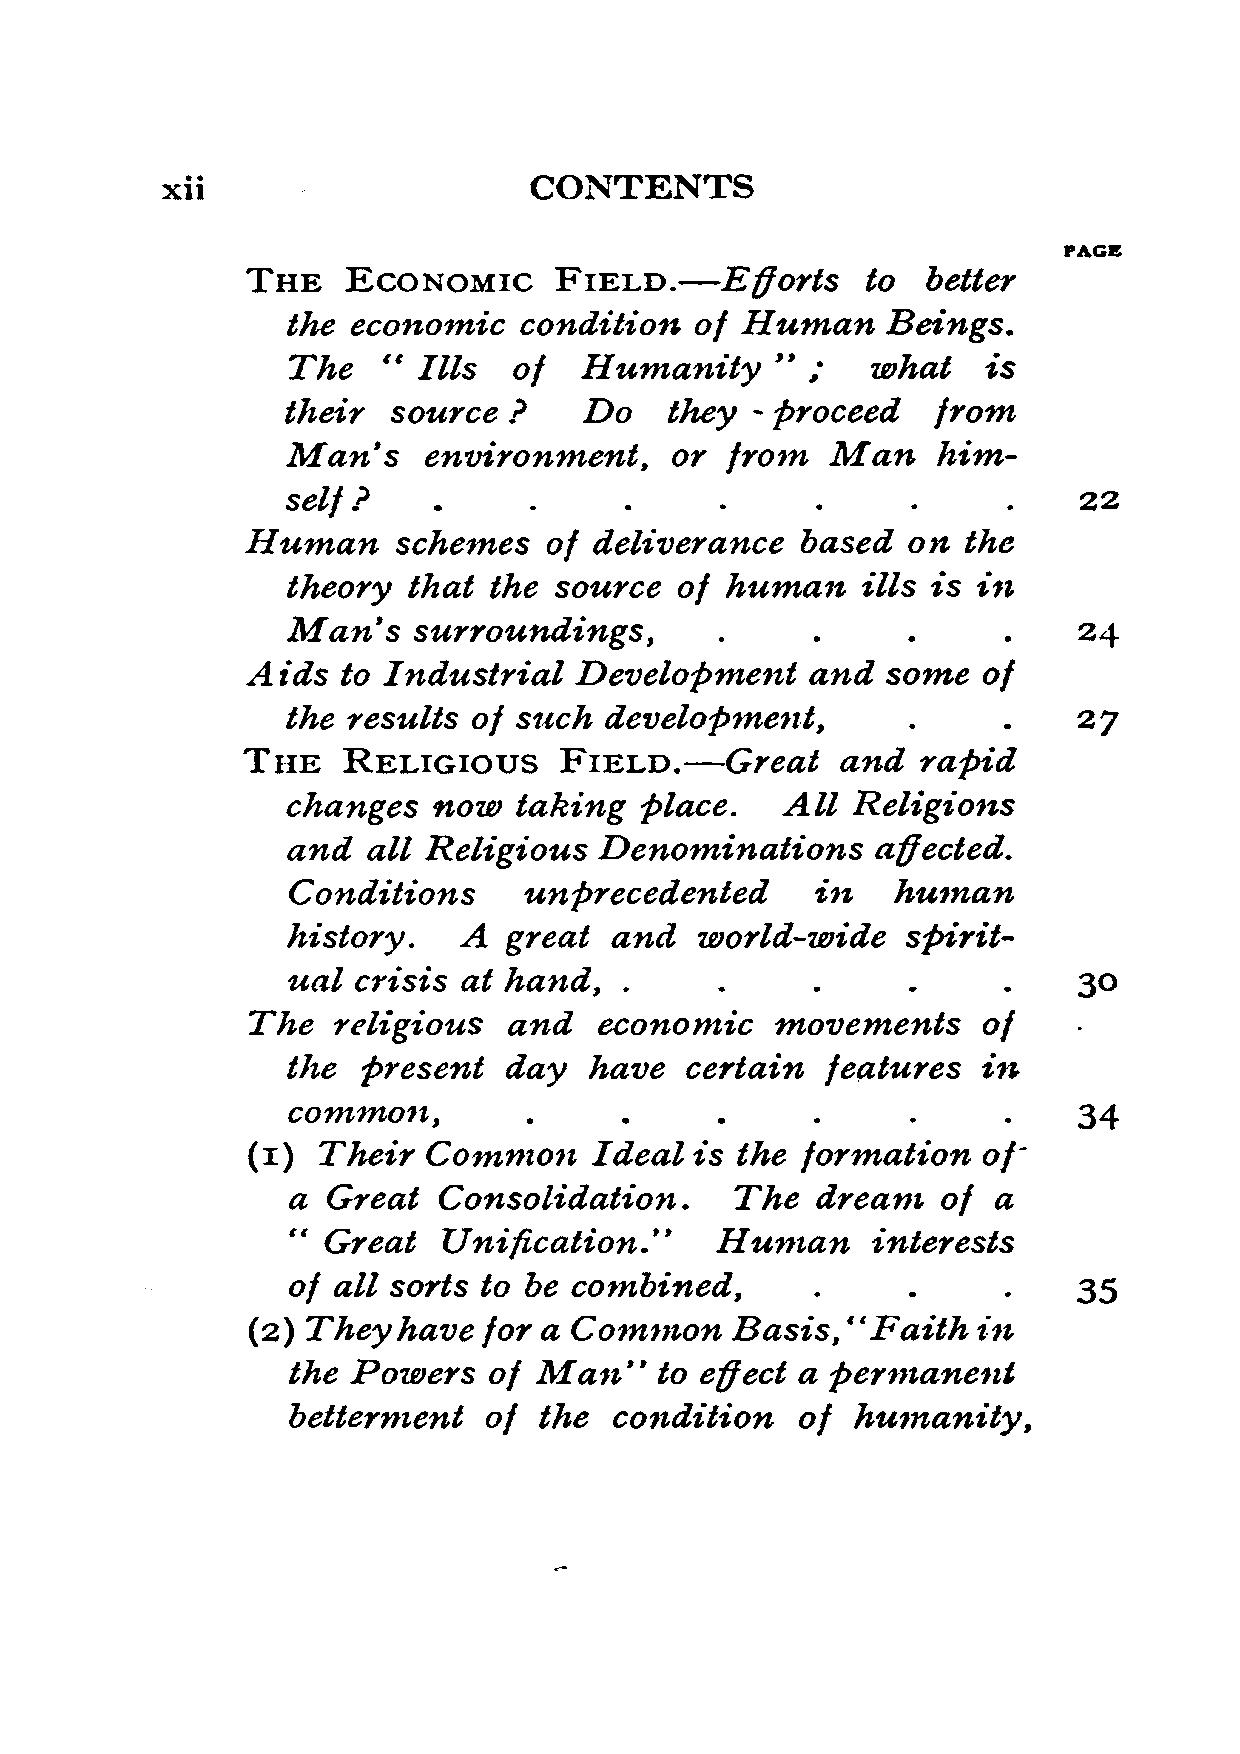 xii CONTENTS
PAGE
THE ECONOMIC FIELD.—Efforts to better
the economic condition of Human Beings.
The “ Ills of Humanity ” ; what is
their source ? Do they - proceed from
Man's environment, or from Man him-
self ? . . . . . . . 22
Human schemes of deliverance based on the
theory that the source of human ills is in
Man's surroundings, . . . . 24
Aids to Industrial Development and some of
the results of such development, . . 27
THE RELIGIOUS FIELD.—Great and rapid
changes now taking place. All Religions
and all Religious Denominations affected.
Conditions unprecedented in human
history. A great and world-wide spirit-
ual crisis at hand, . . . . . 30
The religious and economic movements of
the present day have certain features in
common, . . . . . . 34
(1) Their Common Ideal is the formation of
a Great Consolidation. The dream of a
“ Great Unification.” Human interests
of all sorts to be combined, . . . 35
(2) They have for a Common Basis, “Faith in
the Powers of Man” to effect a permanent
betterment of the condition of humanity,